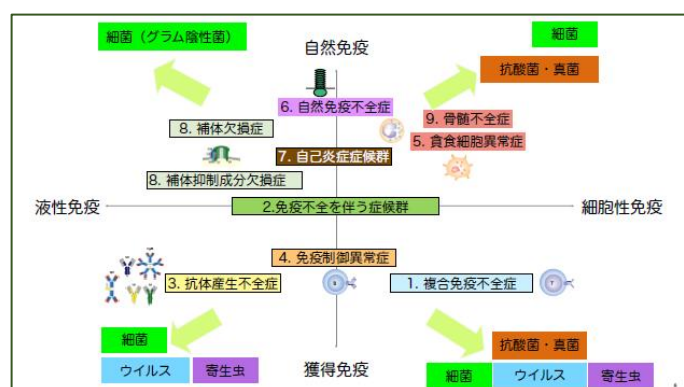 細菌（グラム陰性菌）
自然免疫
細菌
抗酸菌・真菌
6. 自然免疫不全症
9. 骨髄不全症
8. 補体欠損症
5. 貪食細胞異常症
7. 自己炎症症候群
8. 補体抑制成分欠損症
液性免疫
2.免疫不全を伴う症候群
細胞性免疫
4. 免疫制御異常症
3. 抗体産生不全症
1. 複合免疫不全症
B
T
細菌
抗酸菌・真菌
ウイルス
寄生虫
獲得免疫
細菌
ウイルス
寄生虫